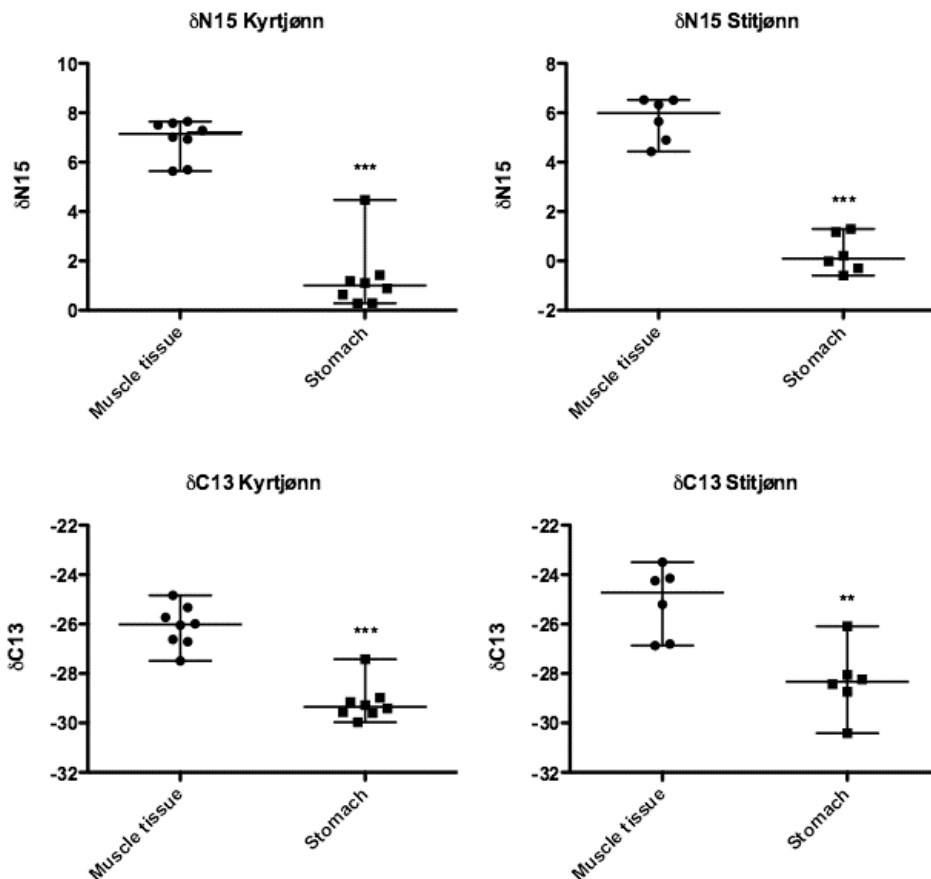 δN15 Kyrtjønn
10
8
6
4
2
0
δN15
***
Muscle tissue
Stomach
δN15 Stitjønn
8
6
4
2
0
-2
δN15
***
Muscle tissue
Stomach
δC13 Kyrtjønn
-22
-24
-26
-28
-30
-32
δC13
***
Muscle tissue
Stomach
δC13 Stitjønn
-22
-24
-26
-28
-30
-32
δC13
**
Muscle tissue
Stomach